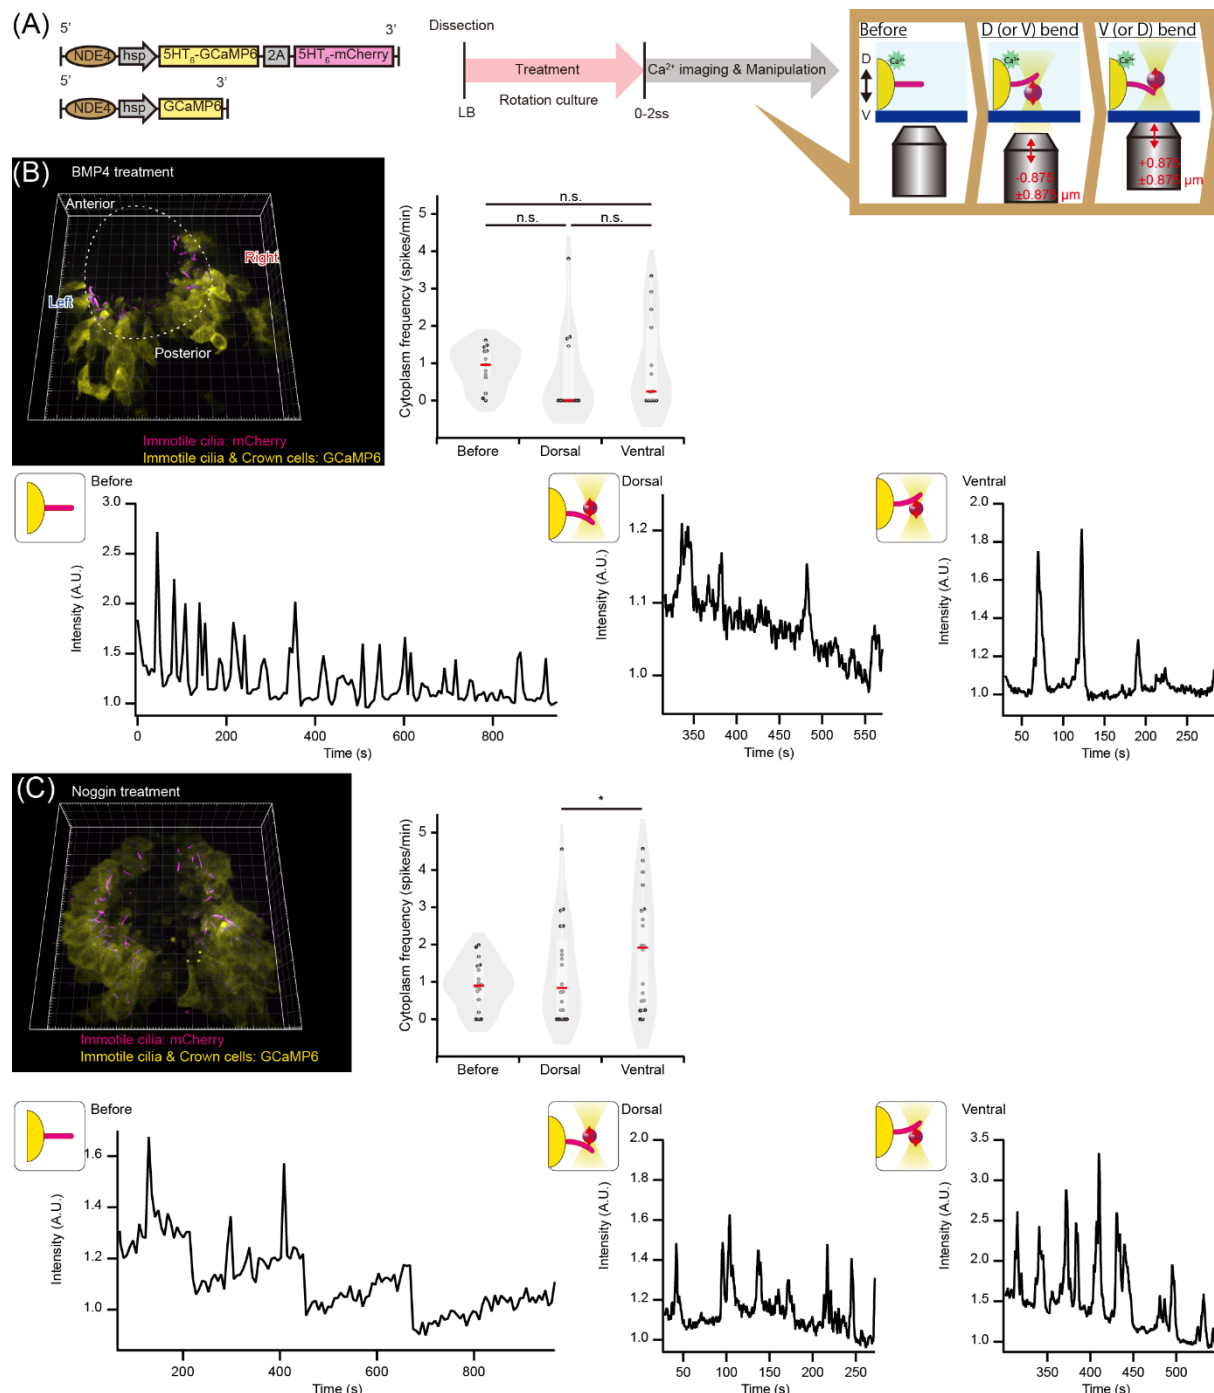 (A)
5’ 3’
NDE4 hsp 5HT6-GCaMP6 2A 5HT6-mCherry
5’ 3’
NDE4 hsp GCaMP6
Dissection
Treatment
Rotation culture
LB
0-2ss
Ca2+ imaging & Manipulation
Before
D (or V) bend
V (or D) bend
D
V
Ca2+
Ca2+
Ca2+
-0.875
±0.875 μm
+0.875
±0.875 μm
(B)
BMP4 treatment
Anterior
Left
Right
Posterior
Immotile cilia: mCherry
Immotile cilia & Crown cells: GCaMP6
Cytoplasm frequency (spikes/min)
5
4
3
2
1
0
n.s.
n.s.
n.s.
Before Dorsal Ventral
Before
Intensity (A.U.)
3.0
2.5
2.0
1.5
1.0
0 200 400 600 800
Time (s)
Dorsal
Intensity (A.U.)
1.2
1.1
1.0
350 400 450 500 550
Time (s)
Ventral
Intensity (A.U.)
2.0
1.8
1.6
1.4
1.2
1.0
50 100 150 200 250
Time (s)
(C)
Noggin treatment
Immotile cilia: mCherry
Immotile cilia & Crown cells: GCaMP6
Cytoplasm frequency (spikes/min)
5
4
3
2
1
0
*
Before Dorsal Ventral
Before
Intensity (A.U.)
1.6
1.4
1.2
1.0
200 400 600 800
Time (s)
Dorsal
Intensity (A.U.)
2.0
1.8
1.6
1.4
1.2
1.0
50 100 150 200 250
Time (s)
Ventral
Intensity (A.U.)
3.5
3.0
2.5
2.0
1.5
1.0
350 400 450 500
Time (s)